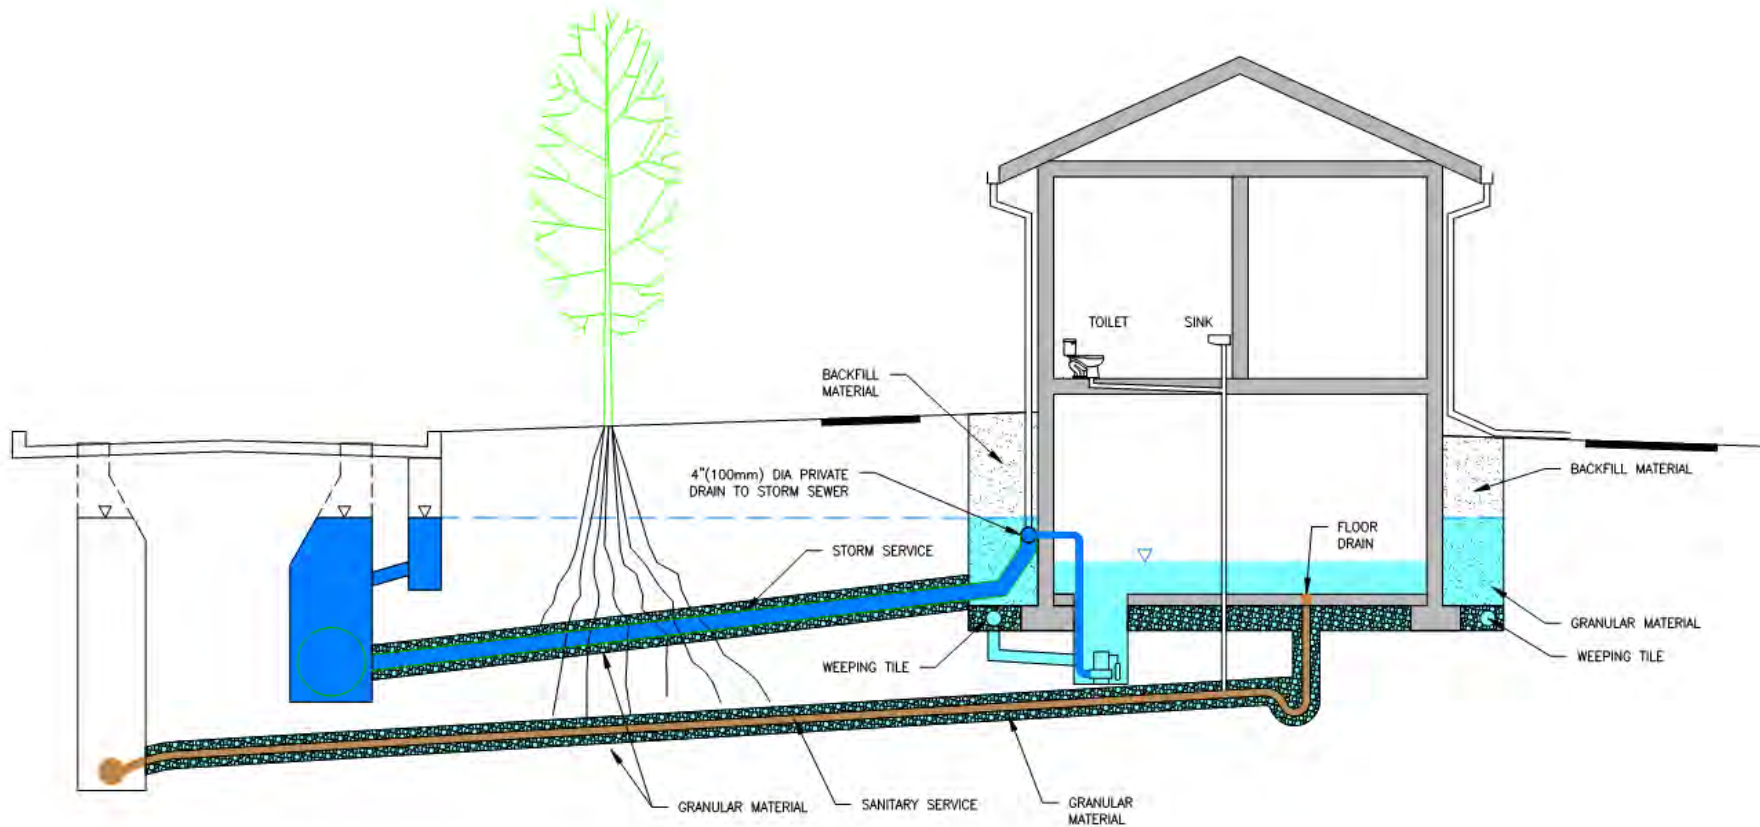 TOILET
SINK
BACKFILL
MATERIAL
4"(100mm) DIA PRIVATE
DRAIN TO STORM SEWER
BACKFILL MATERIAL
FLOOR
DRAIN
STORM SERVICE
GRANULAR MATERIAL
WEEPING TILE
WEEPING TILE
GRANULAR MATERIAL
SANITARY SERVICE
GRANULAR
MATERIAL